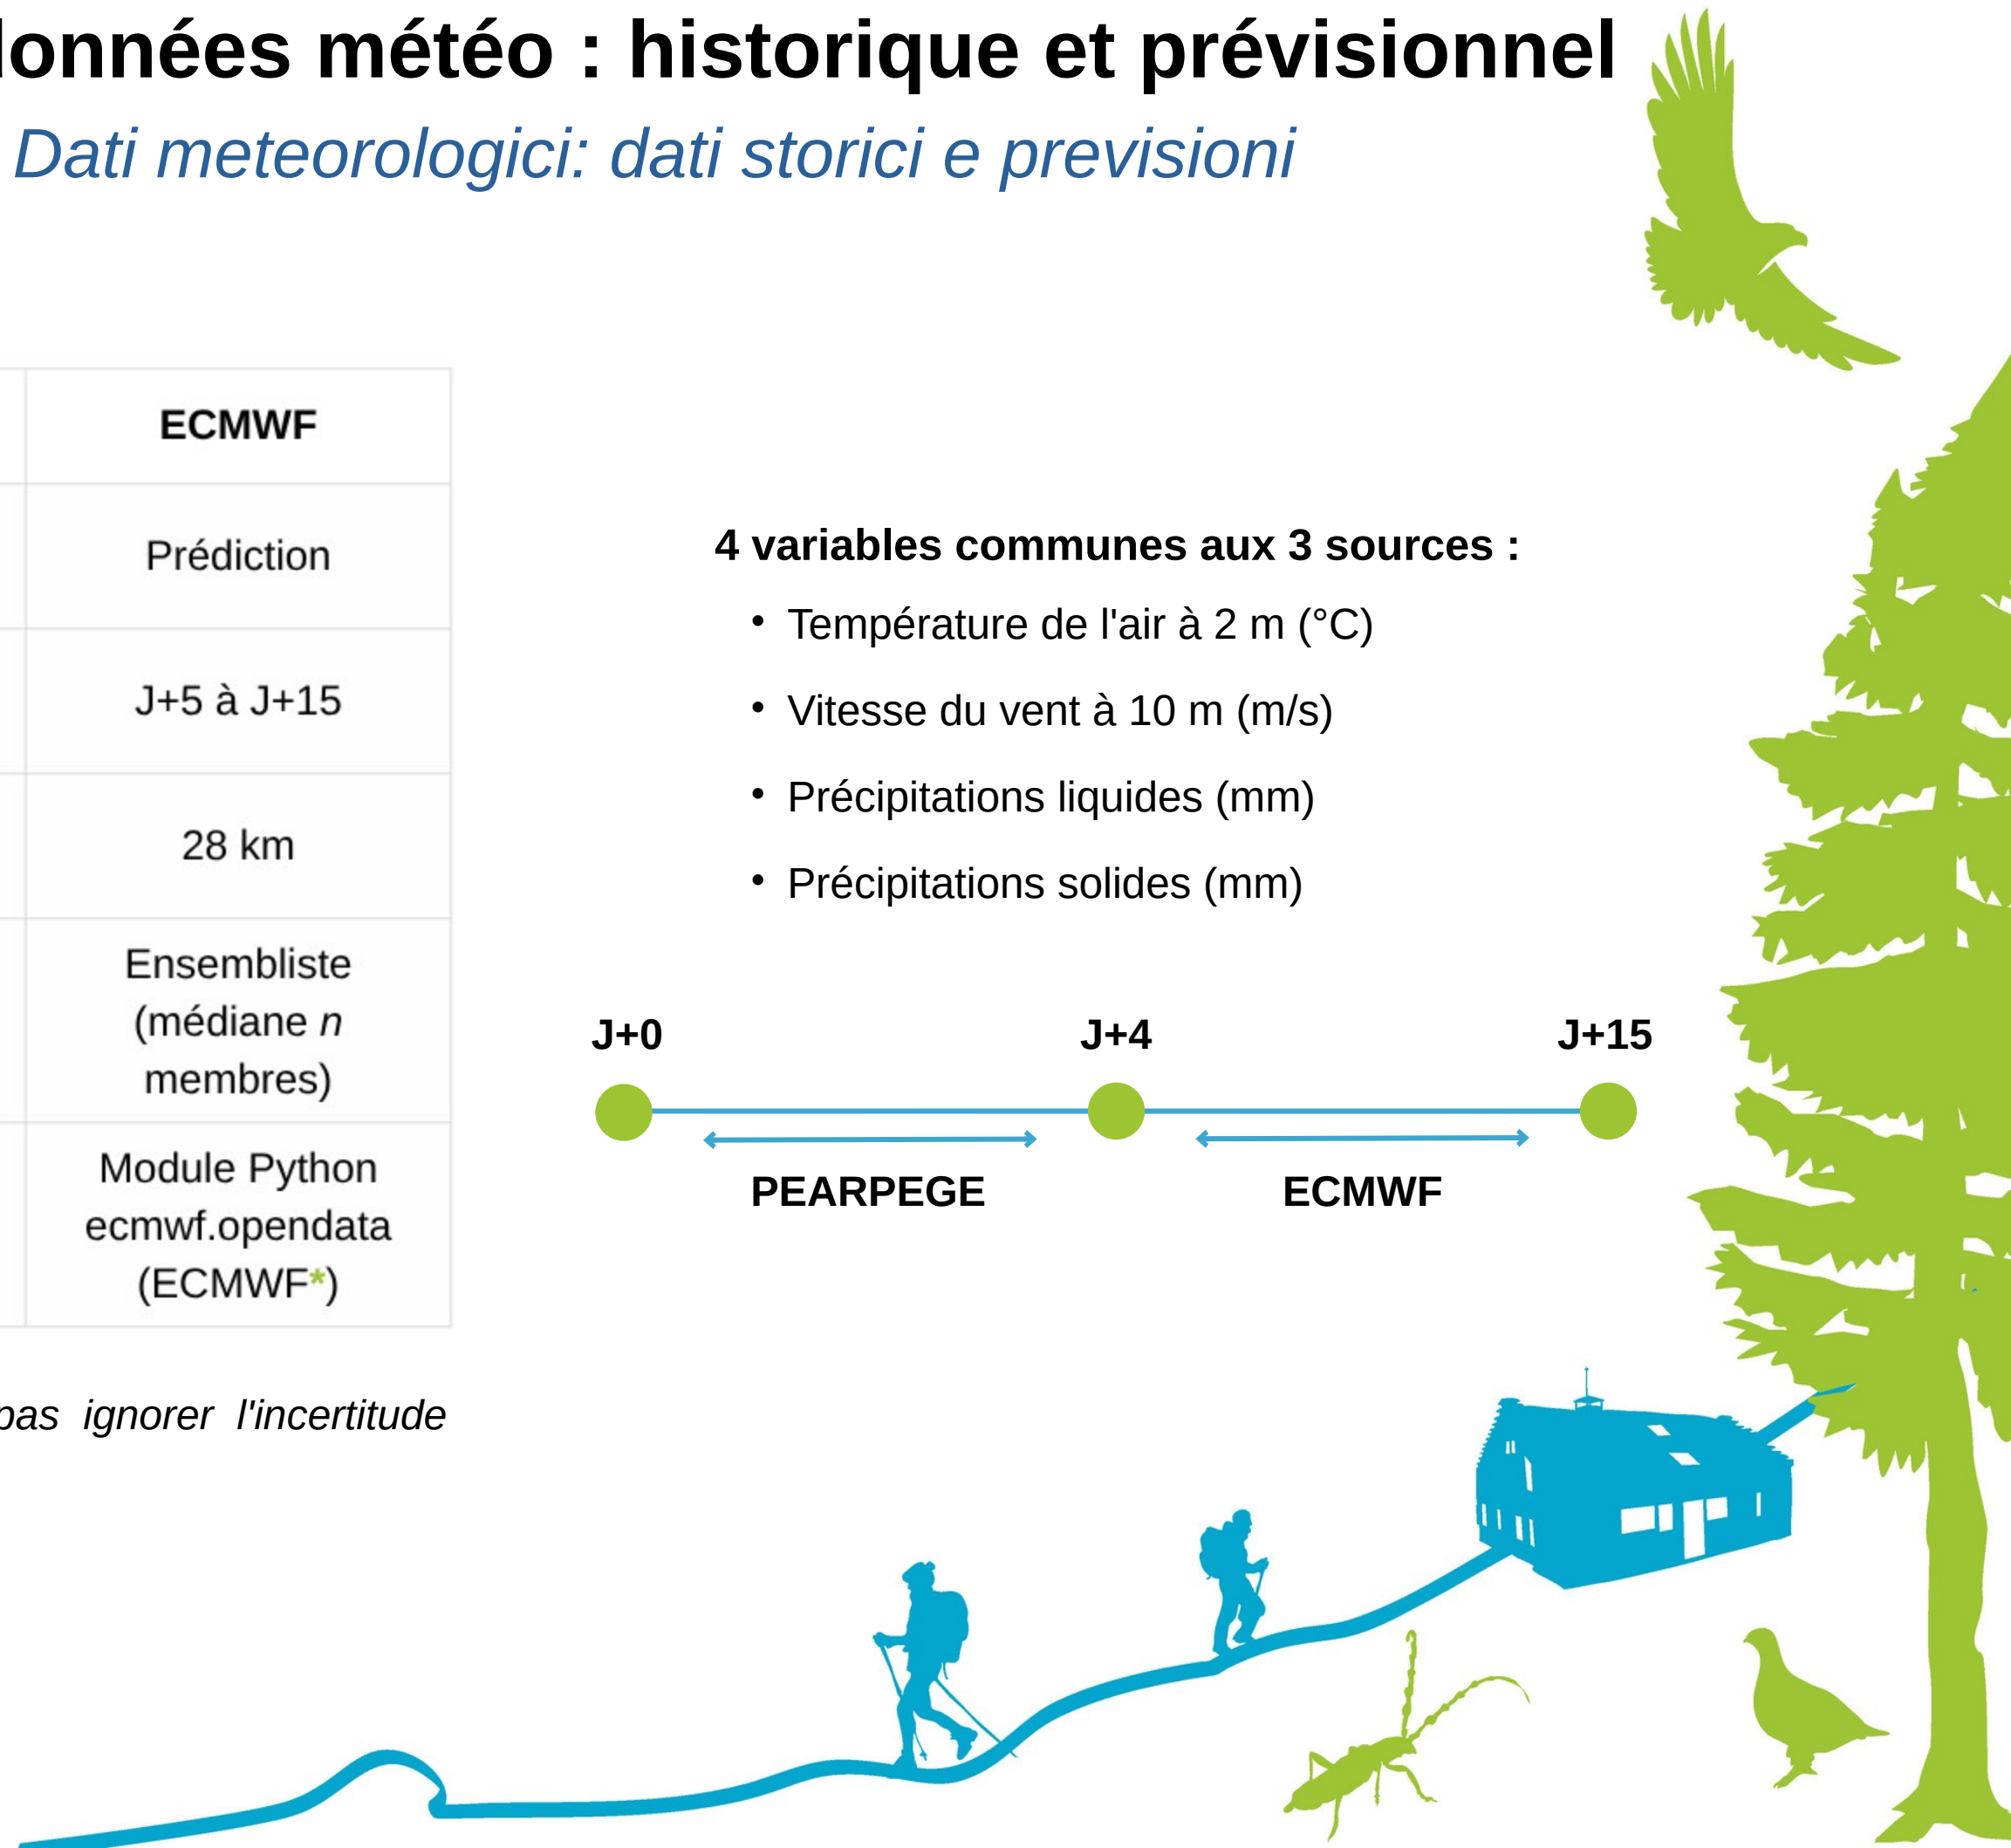 données météo : historique et prévisionnel
Dati meteorologici: dati storici e previsioni
ECMWF
Prédiction
J+5 à J+15
28 km
Ensembliste
(médiane n
membres)
Module Python
ecmwf.opendata
(ECMWF*)
pas ignorer l'incertitude
4 variables communes aux 3 sources :
• Température de l'air à 2 m (°C)
• Vitesse du vent à 10 m (m/s)
• Précipitations liquides (mm)
• Précipitations solides (mm)
J+0 J+4 J+15
PEARPEGE ECMWF